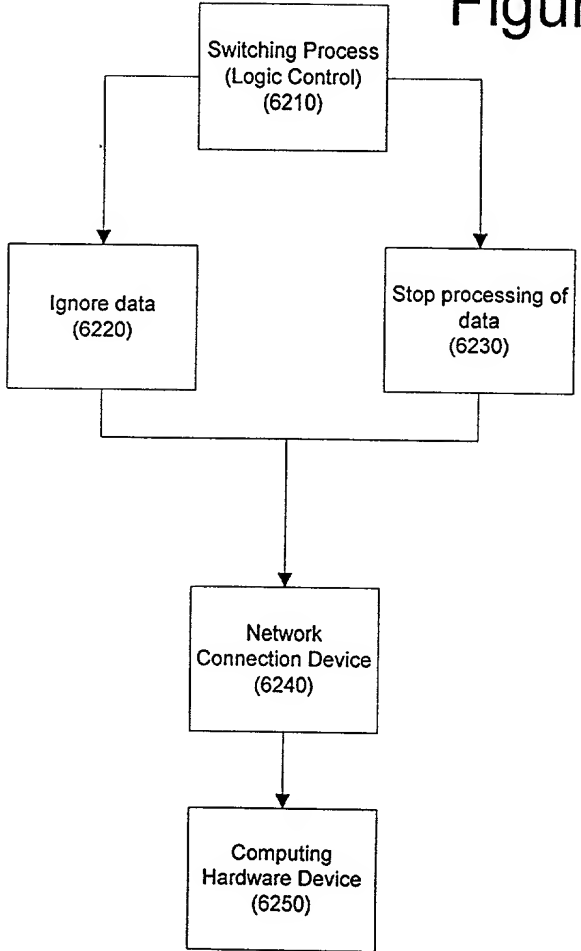 Figur
Switching Process
(Logic Control)
(6210)
Ignore data
(6220)
Stop processing of
data
(6230)
Network
Connection Device
(6240)
Computing
Hardware Device
(6250)